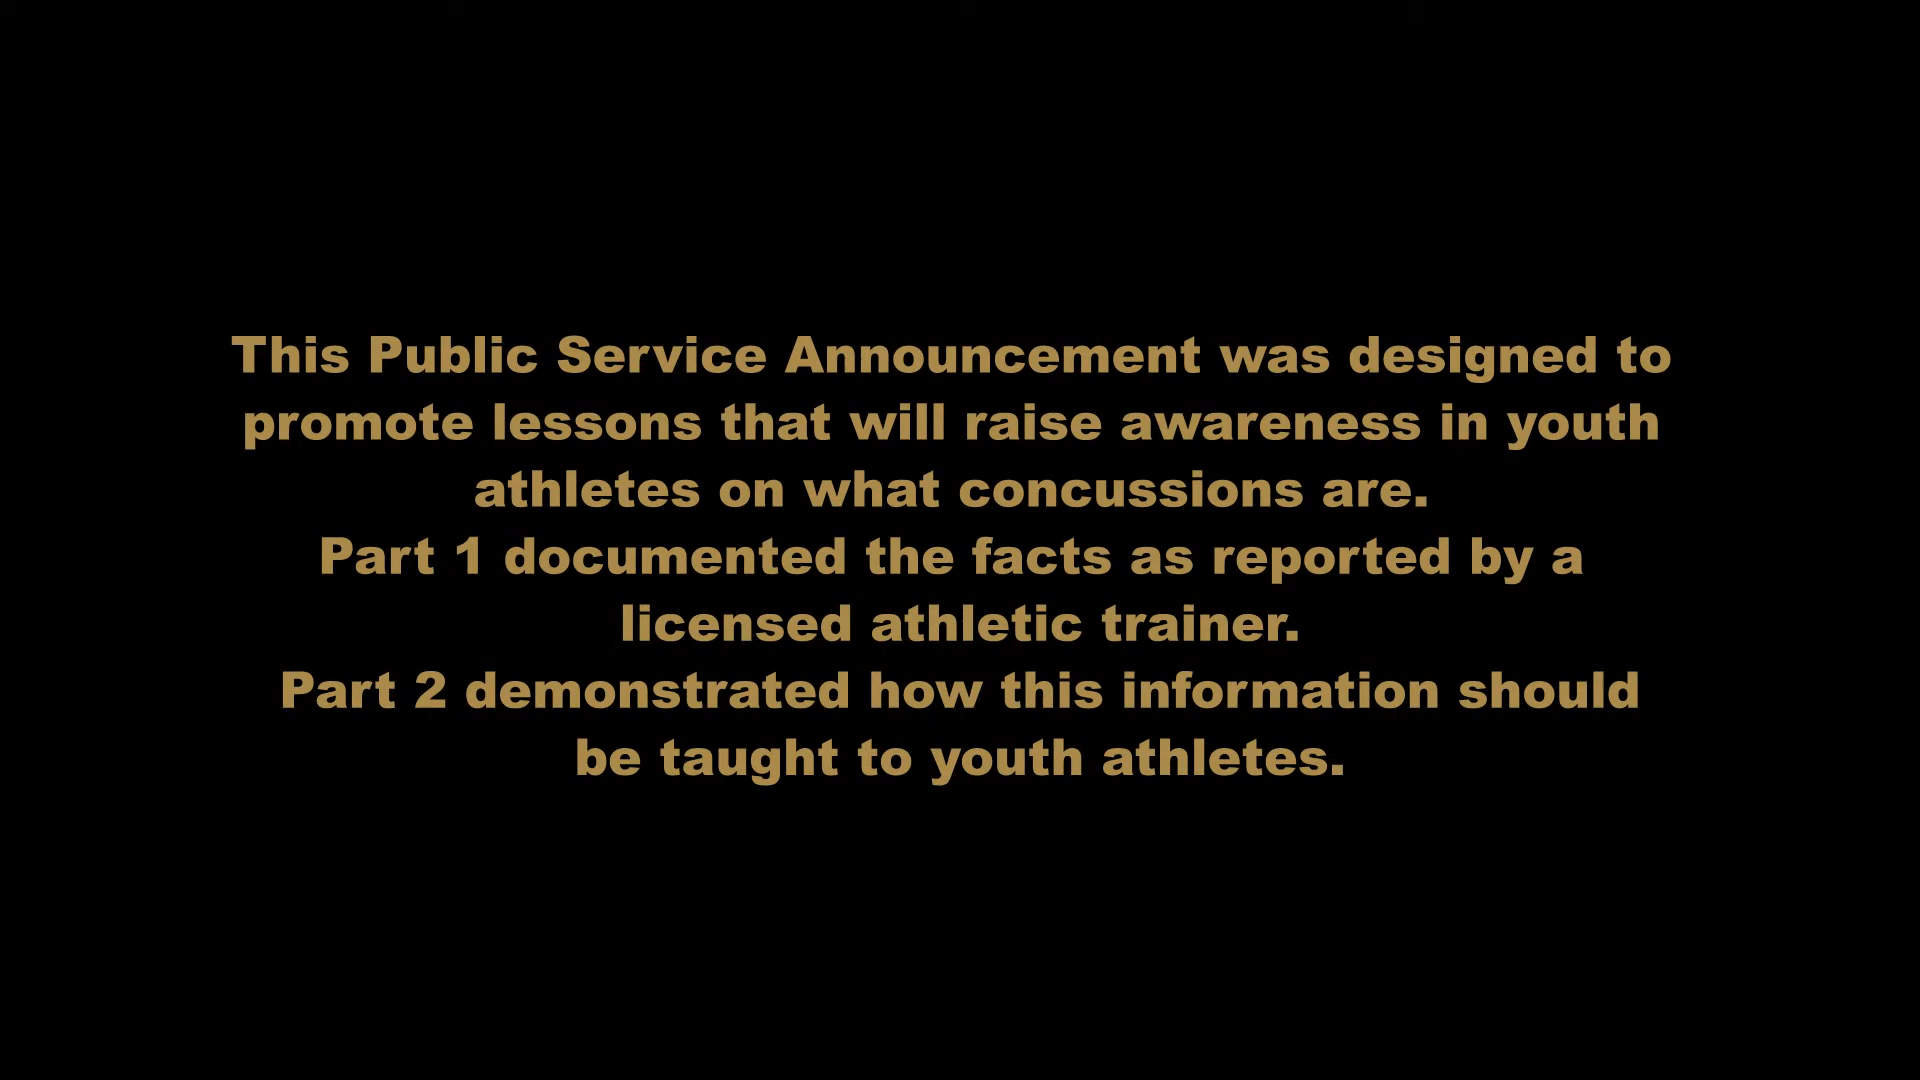 This Public Service Announcement was designed to
promote lessons that will raise awareness in youth
athletes on what concussions are.
Part 1 documented the facts as reported by a
licensed athletic trainer.
Part 2 demonstrated how this information should
be taught to youth athletes.